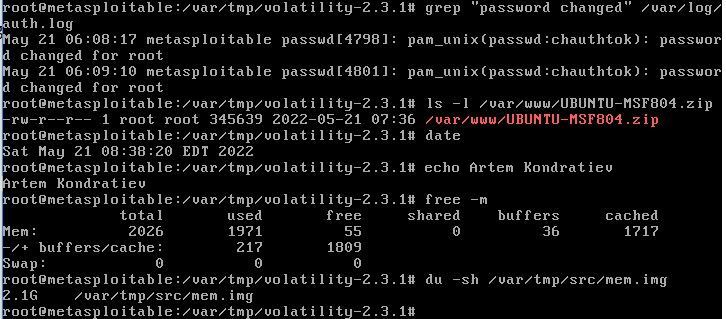 root@metasploitable:/var/tmp/volatility-2.3.1# grep "password changed" /var/log/
auth.log
May 21 06:08:17 metasploitable passwd[4798]: pam_unix(passwd:chauthtok): passwor
d changed for root
May 21 06:09:10 metasploitable passwd[4801]: pam_unix(passwd:chauthtok): passwor
d changed for root
root@metasploitable:/var/tmp/volatility-2.3.1# ls -l /var/www/UBUNTU-MSF804.zip
-rw-r--r-- 1 root root 345639 2022-05-21 07:36 /var/www/UBUNTU-MSF804.zip
root@metasploitable:/var/tmp/volatility-2.3.1# date
Sat May 21 08:38:20 EDT 2022
root@metasploitable:/var/tmp/volatility-2.3.1# echo Artem Kondratiev
Artem Kondratiev
root@metasploitable:/var/tmp/volatility-2.3.1# free -m
             total       used       free     shared    buffers     cached
Mem:          2026       1971         55          0         36       1717
-/+ buffers/cache:        217       1809
Swap:            0          0          0
root@metasploitable:/var/tmp/volatility-2.3.1# du -sh /var/tmp/src/mem.img
2.1G    /var/tmp/src/mem.img
root@metasploitable:/var/tmp/volatility-2.3.1#